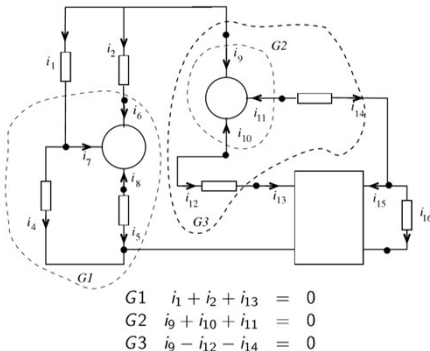 G2
i₁
i₂
i₉
i₆
i₁₁
i₁₄
i₇
i₁₀
i₈
i₁₂
i₁₃
i₁₅
i₁₆
i₄
i₅
G3
G1
G1 i₁ + i₂ + i₁₃ = 0
G2 i₉ + i₁₀ + i₁₁ = 0
G3 i₉ − i₁₂ − i₁₄ = 0